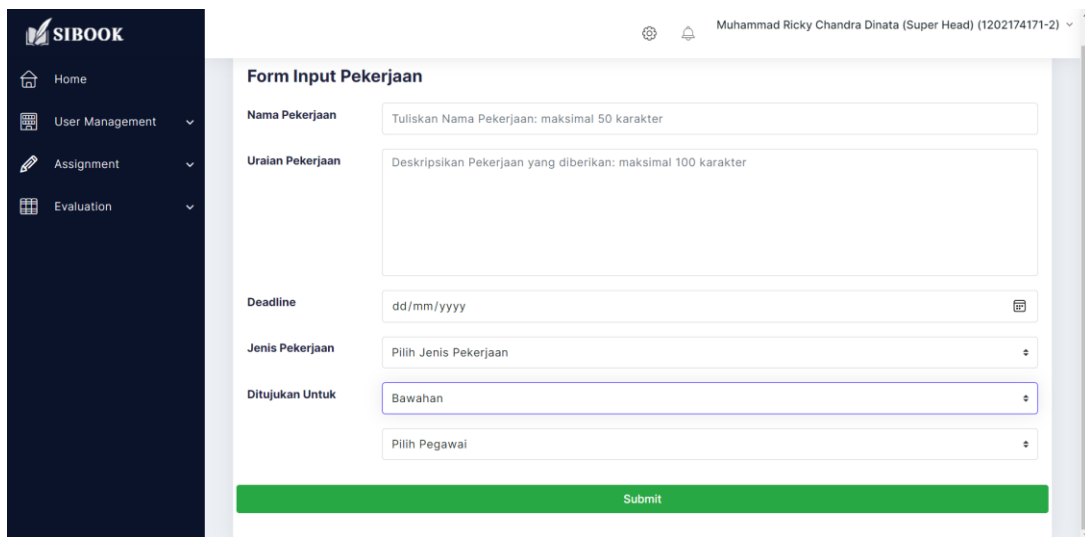 SIBOOK
Muhammad Ricky Chandra Dinata (Super Head) (1202174171-2)
Home
User Management
Assignment
Evaluation
Form Input Pekerjaan
Nama Pekerjaan
Tuliskan Nama Pekerjaan: maksimal 50 karakter
Uraian Pekerjaan
Deskripsikan Pekerjaan yang diberikan: maksimal 100 karakter
Deadline
dd/mm/yyyy
Jenis Pekerjaan
Pilih Jenis Pekerjaan
Ditujukan Untuk
Bawahan
Pilih Pegawai
Submit